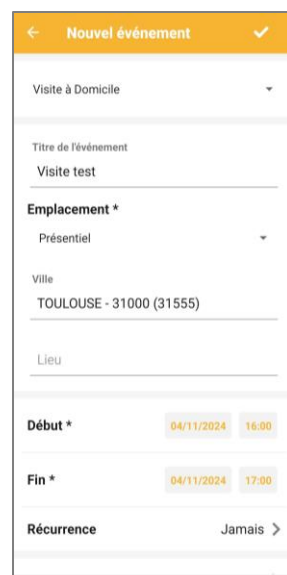 Nouvel événement
Visite à Domicile
Titre de l'événement
Visite test
Emplacement *
Présentiel
Ville
TOULOUSE - 31000 (31555)
Lieu
Début * 04/11/2024 16:00
Fin * 04/11/2024 17:00
Récurrence Jamais